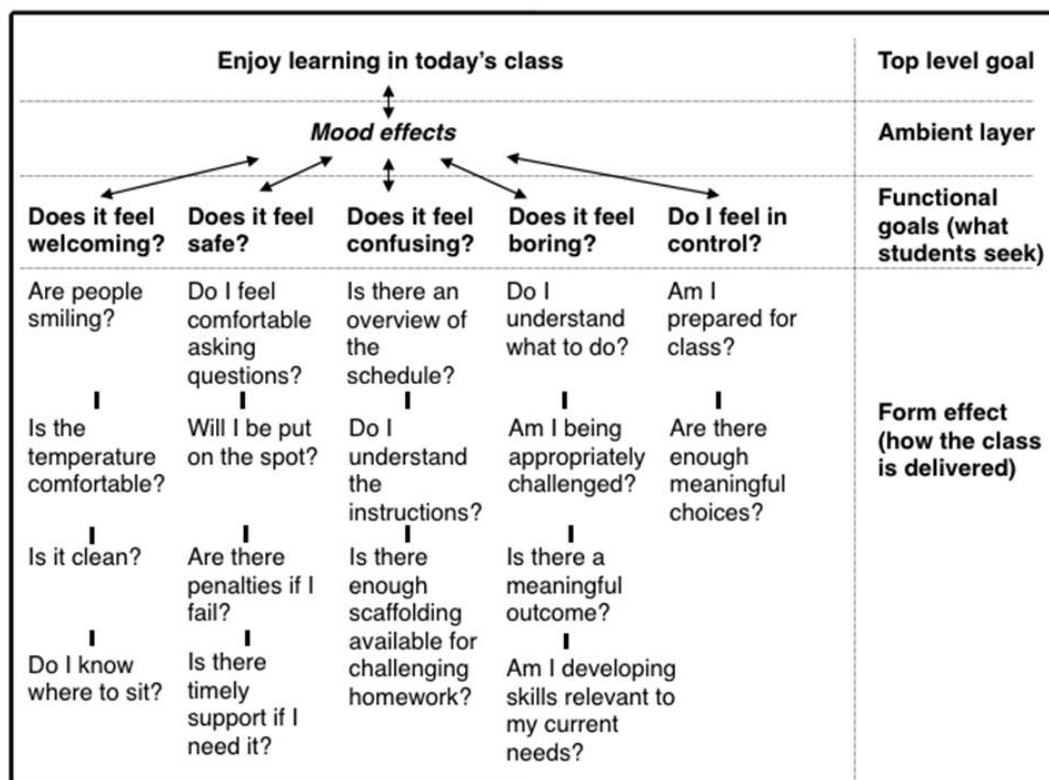 Enjoy learning in today's class
Top level goal
Mood effects
Ambient layer
Does it feel
welcoming?
Does it feel
safe?
Does it feel
confusing?
Does it feel
boring?
Do I feel in
control?
Functional
goals (what
students seek)
Are people
smiling?
Is the
temperature
comfortable?
Is it clean?
Do I know
where to sit?
Do I feel
comfortable
asking
questions?
Will I be put
on the spot?
Are there
penalties if I
fail?
Is there
timely
support if I
need it?
Is there an
overview of
the
schedule?
Do I
understand
the
instructions?
Is there
enough
scaffolding
available for
challenging
homework?
Do I
understand
what to do?
Am I being
appropriately
challenged?
Is there a
meaningful
outcome?
Am I developing
skills relevant to
my current
needs?
Am I
prepared for
class?
Are there
enough
meaningful
choices?
Form effect
(how the class
is delivered)